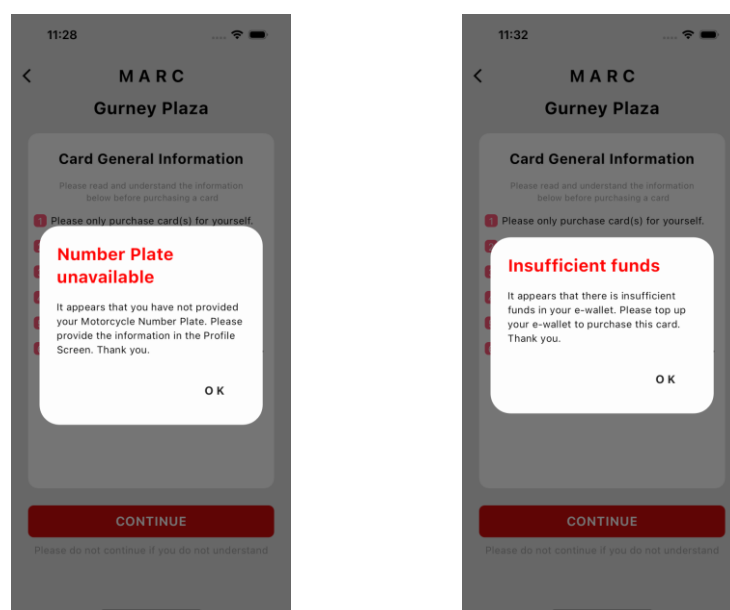 11:28
MARC
Gurney Plaza
Card General Information
Please read and understand the information
below before purchasing a card
1 Please only purchase card(s) for yourself.
Number Plate
unavailable
It appears that you have not provided
your Motorcycle Number Plate. Please
provide the information in the Profile
Screen. Thank you.
OK
CONTINUE
Please do not continue if you do not understand
11:32
MARC
Gurney Plaza
Card General Information
Please read and understand the information
below before purchasing a card
1 Please only purchase card(s) for yourself.
Insufficient funds
It appears that there is insufficient
funds in your e-wallet. Please top up
your e-wallet to purchase this card.
Thank you.
OK
CONTINUE
Please do not continue if you do not understand